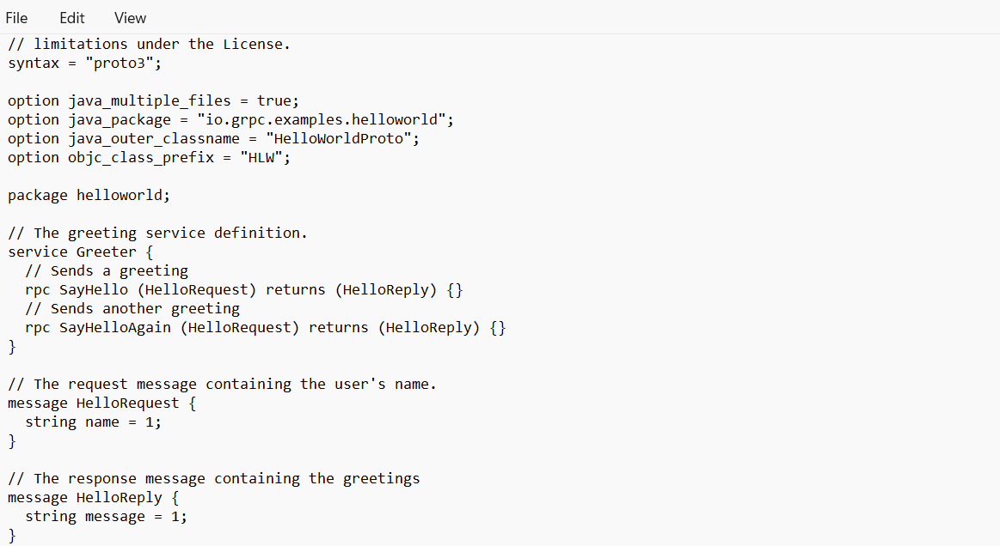 File Edit View
// limitations under the License.
syntax = "proto3";

option java_multiple_files = true;
option java_package = "io.grpc.examples.helloworld";
option java_outer_classname = "HelloWorldProto";
option objc_class_prefix = "HLW";

package helloworld;

// The greeting service definition.
service Greeter {
  // Sends a greeting
  rpc SayHello (HelloRequest) returns (HelloReply) {}
  // Sends another greeting
  rpc SayHelloAgain (HelloRequest) returns (HelloReply) {}
}

// The request message containing the user's name.
message HelloRequest {
  string name = 1;
}

// The response message containing the greetings
message HelloReply {
  string message = 1;
}